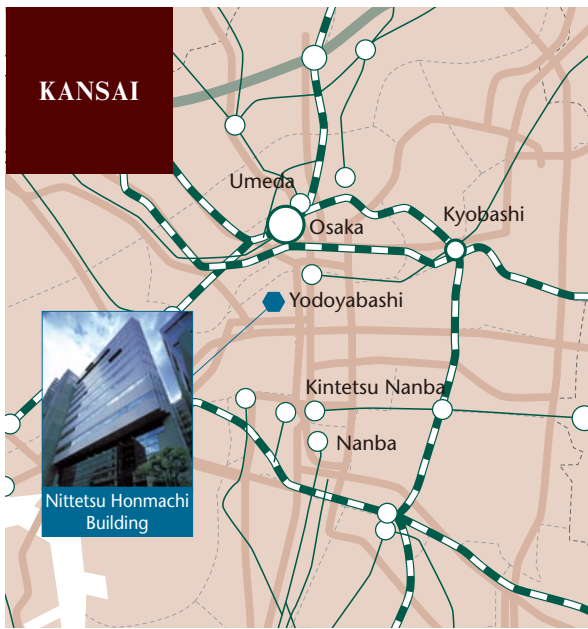 KANSAI
Umeda
Osaka
Kyobashi
Yodoyabashi
Kintetsu Nanba
Nanba
Nittetsu Honmachi
Building